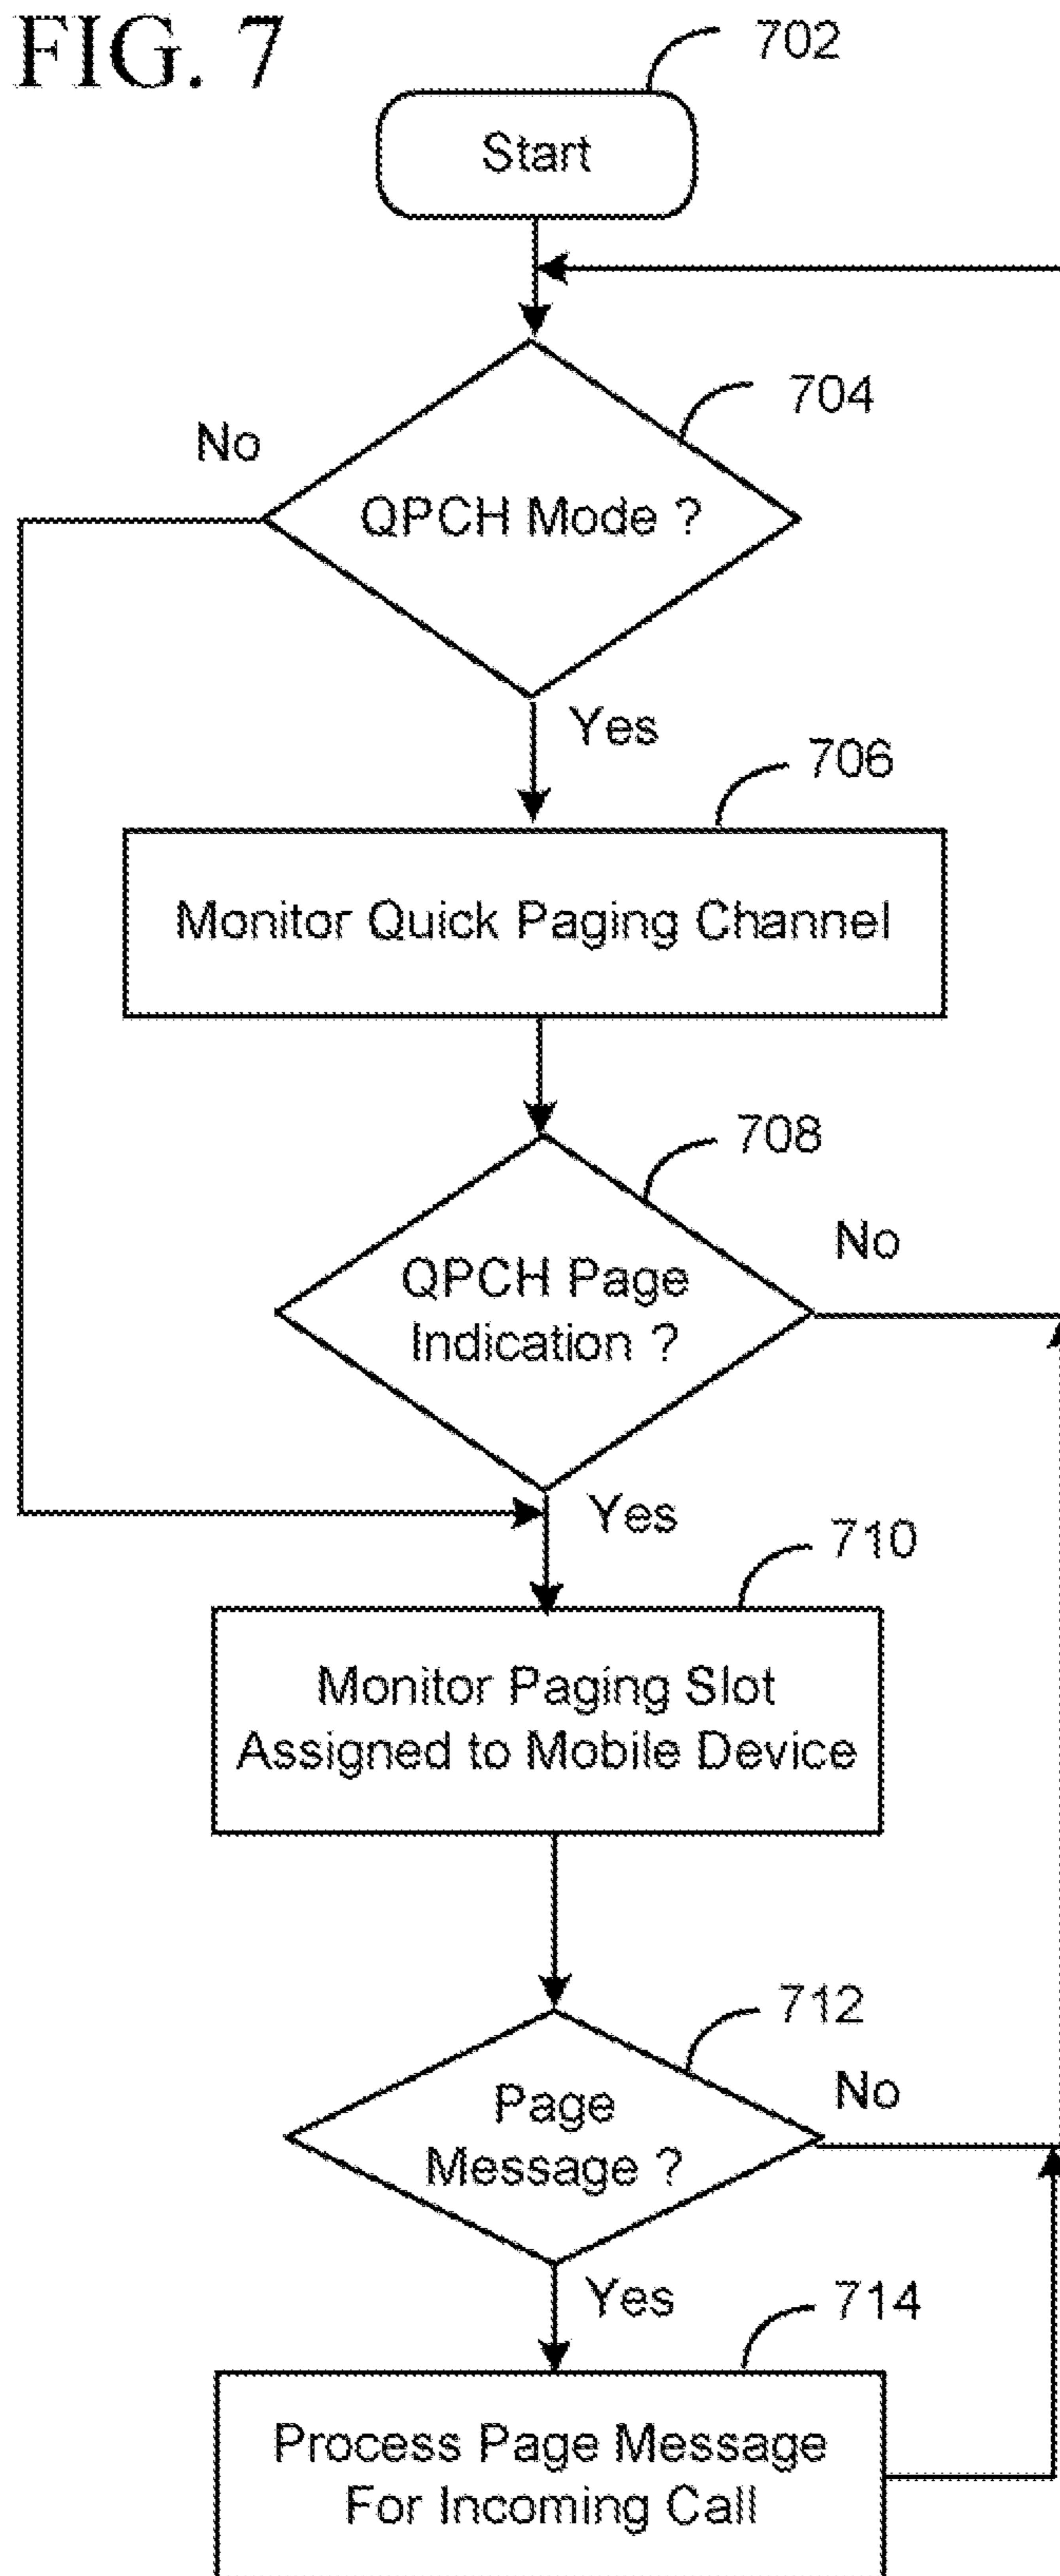 FIG. 7
702
Start
704
No
QPCH Mode ?
Yes
706
Monitor Quick Paging Channel
708
No
QPCH Page
Indication ?
Yes
710
Monitor Paging Slot
Assigned to Mobile Device
712
No
Page
Message ?
Yes
714
Process Page Message
For Incoming Call